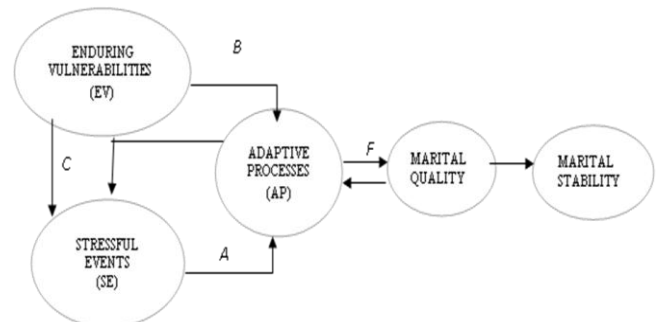 ENDURING
VULNERABILITIES
(EV)
B
C
ADAPTIVE
PROCESSES
(AP)
F
MARITAL
QUALITY
MARITAL
STABILITY
STRESSFUL
EVENTS
(SE)
A